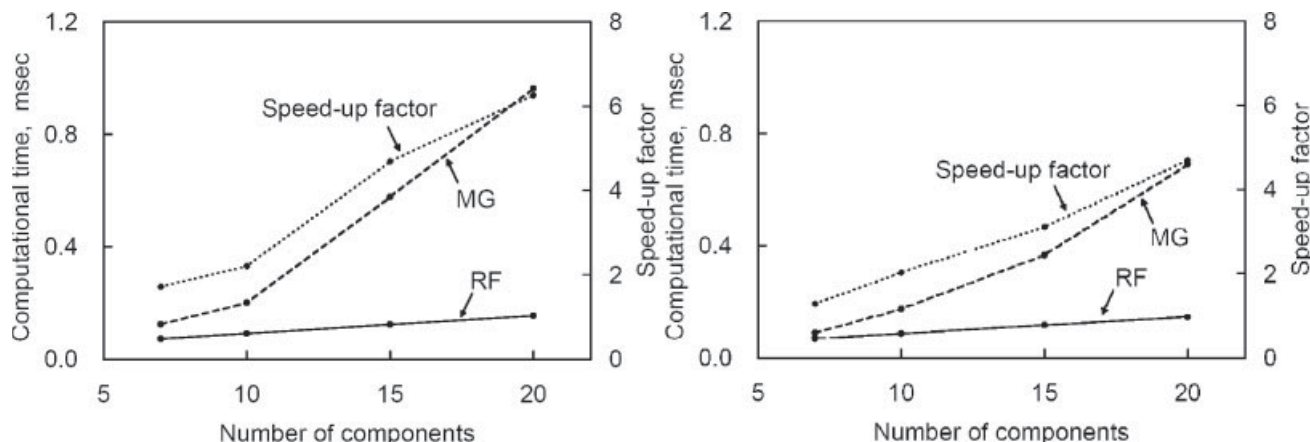 1.2
0.8
0.4
0.0
Computational time, msec
5
10
15
20
Number of components
8
6
4
2
0
Speed-up factor
Speed-up factor
MG
RF
1.2
0.8
0.4
0.0
Computational time, msec
5
10
15
20
Number of components
8
6
4
2
0
Speed-up factor
Speed-up factor
MG
RF